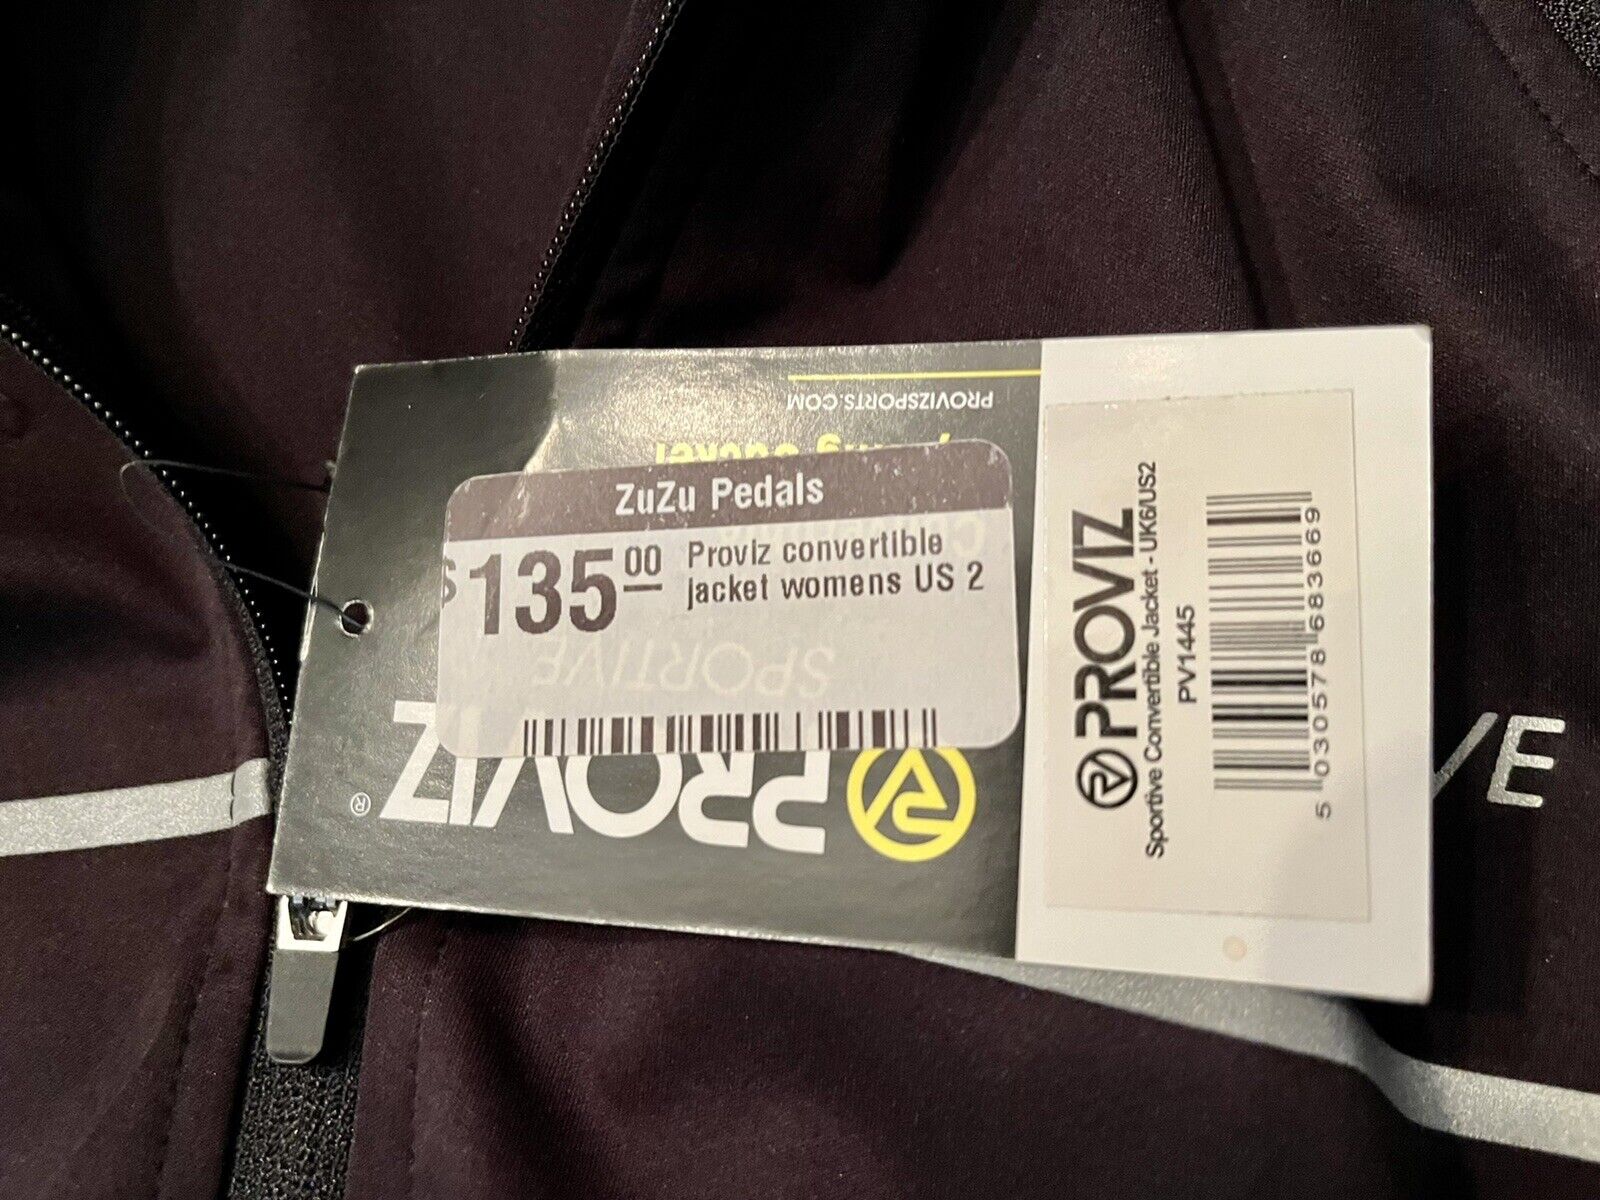 ZuZu Pedals
$135.00
Proviz convertible
jacket womens US 2
PROVIZSPORTS.COM
SPORTIVE
PROVIZ®
PROVIZ
Sportive Convertible Jacket - UK6/US2
PV1445
5 030578 683669
VE